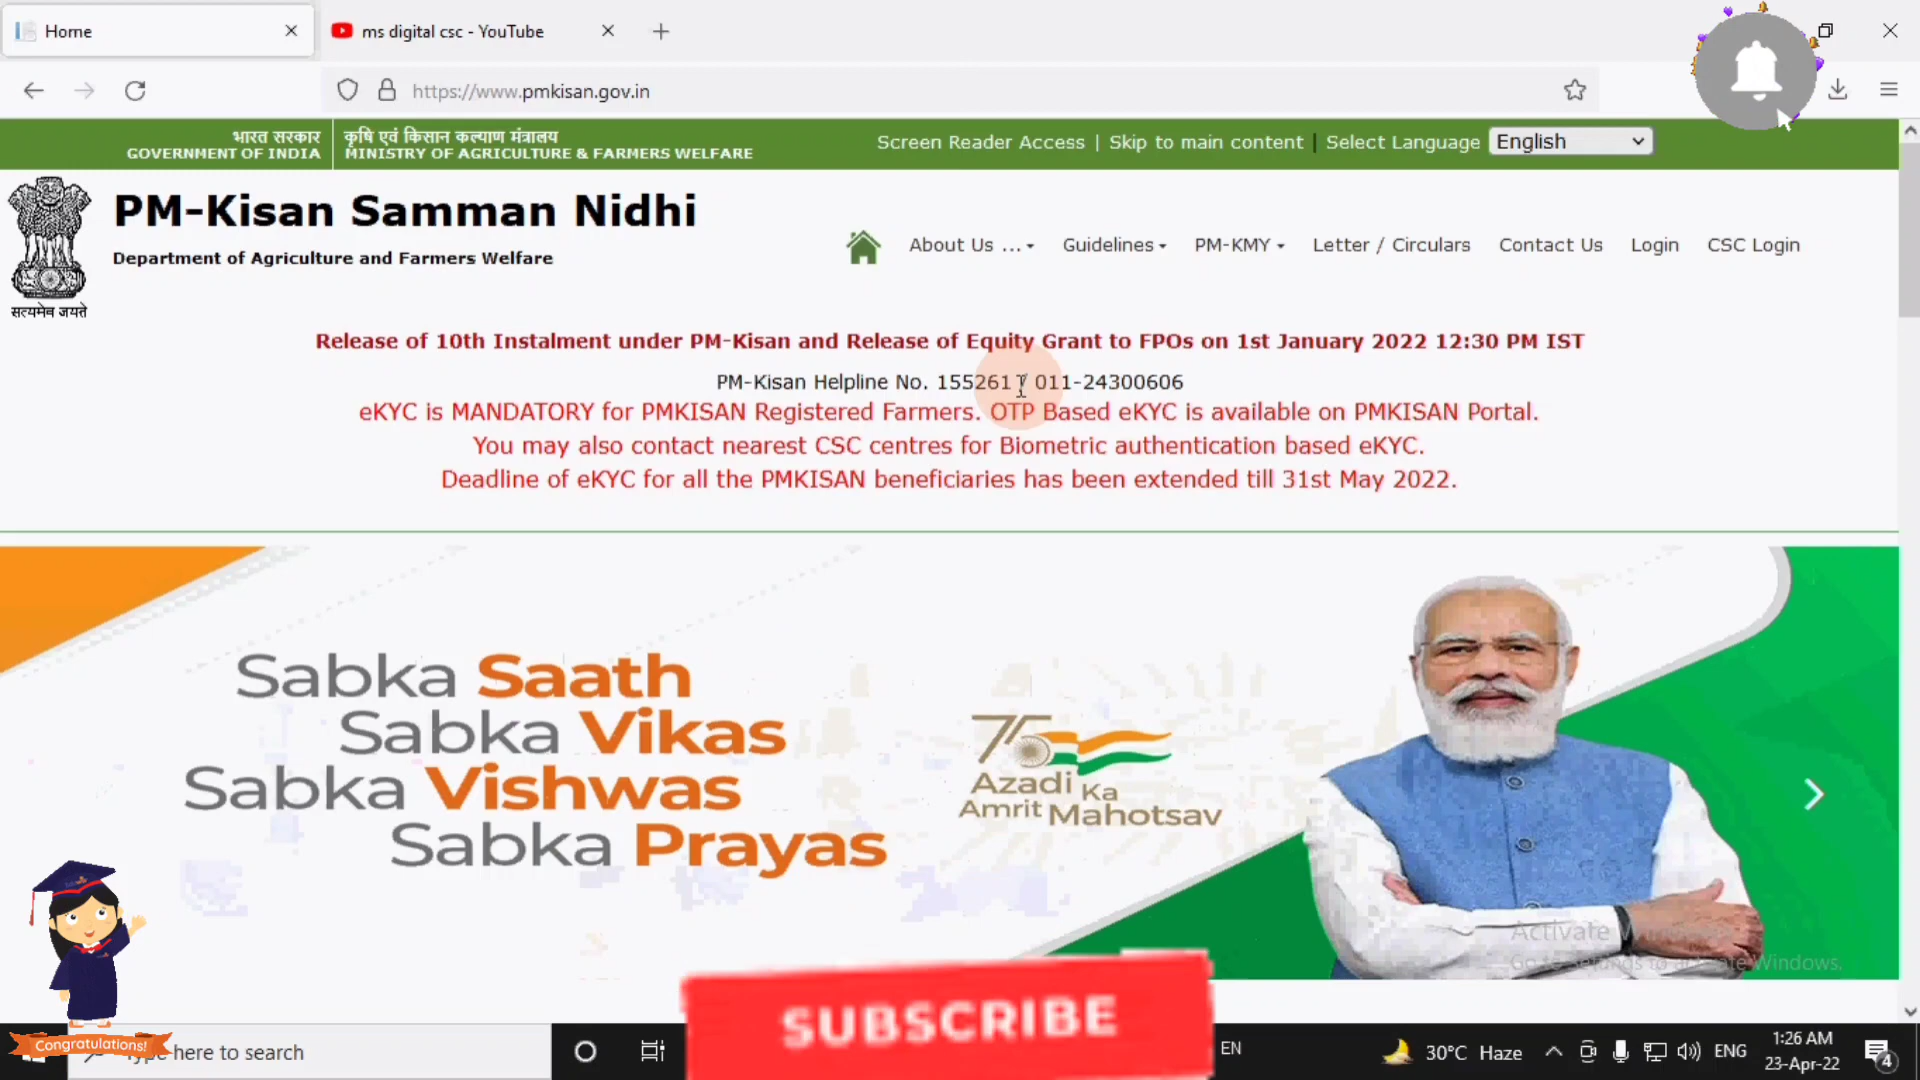 Home
ms digital csc - YouTube
https://www.pmkisan.gov.in
भारत सरकार
GOVERNMENT OF INDIA
कृषि एवं किसान कल्याण मंत्रालय
MINISTRY OF AGRICULTURE & FARMERS WELFARE
Screen Reader Access | Skip to main content | Select Language English
PM-Kisan Samman Nidhi
Department of Agriculture and Farmers Welfare
सत्यमेव जयते
About Us ... Guidelines PM-KMY Letter / Circulars Contact Us Login CSC Login
Release of 10th Instalment under PM-Kisan and Release of Equity Grant to FPOs on 1st January 2022 12:30 PM IST
PM-Kisan Helpline No. 155261 / 011-24300606
eKYC is MANDATORY for PMKISAN Registered Farmers. OTP Based eKYC is available on PMKISAN Portal.
You may also contact nearest CSC centres for Biometric authentication based eKYC.
Deadline of eKYC for all the PMKISAN beneficiaries has been extended till 31st May 2022.
Sabka Saath
Sabka Vikas
Sabka Vishwas
Sabka Prayas
75
Azadi Ka
Amrit Mahotsav
Activate
Windows.
Congratulations!
here to search
SUBSCRIBE
EN
30°C Haze
ENG
1:26 AM
23-Apr-22
4